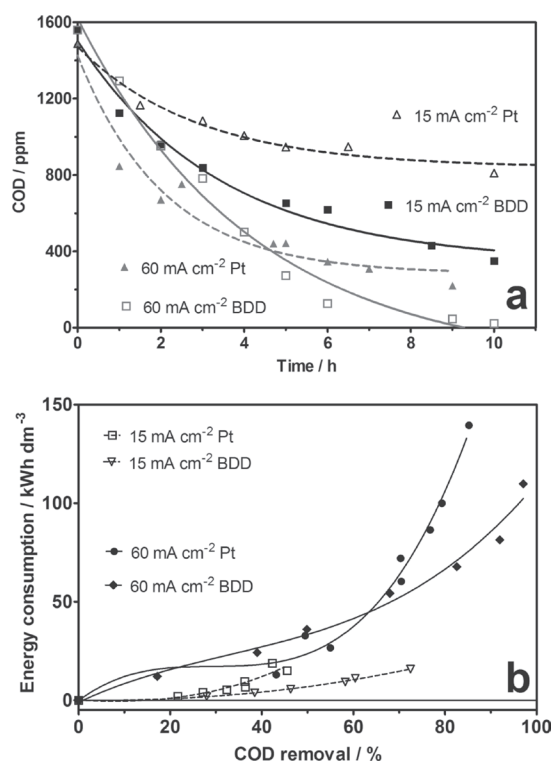 1600
1200
800
400
0
COD / ppm
15 mA cm⁻² Pt
15 mA cm⁻² BDD
60 mA cm⁻² Pt
60 mA cm⁻² BDD
a
0 2 4 6 8 10
Time / h
150
100
50
0
Energy consumption / kWh dm⁻³
15 mA cm⁻² Pt
15 mA cm⁻² BDD
60 mA cm⁻² Pt
60 mA cm⁻² BDD
b
0 20 40 60 80 100
COD removal / %